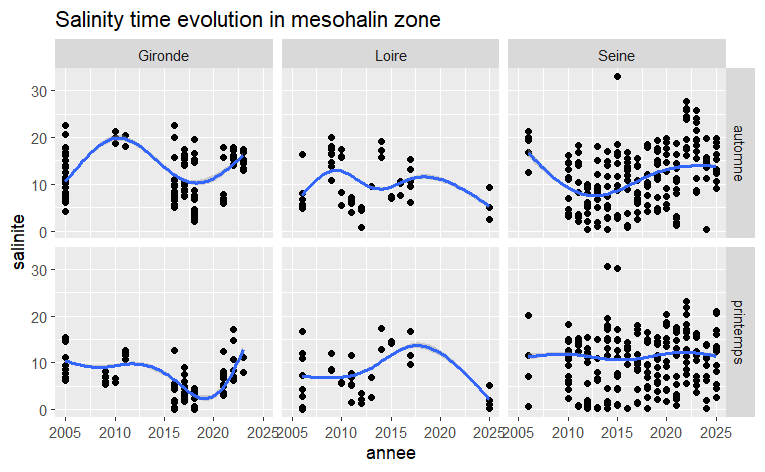 Salinity time evolution in mesohalin zone
Gironde Loire Seine
30
20
10
0
automne
30
20
10
0
printemps
salinite
2005 2010 2015 2020 2025 2005 2010 2015 2020 2025 2005 2010 2015 2020 2025
annee